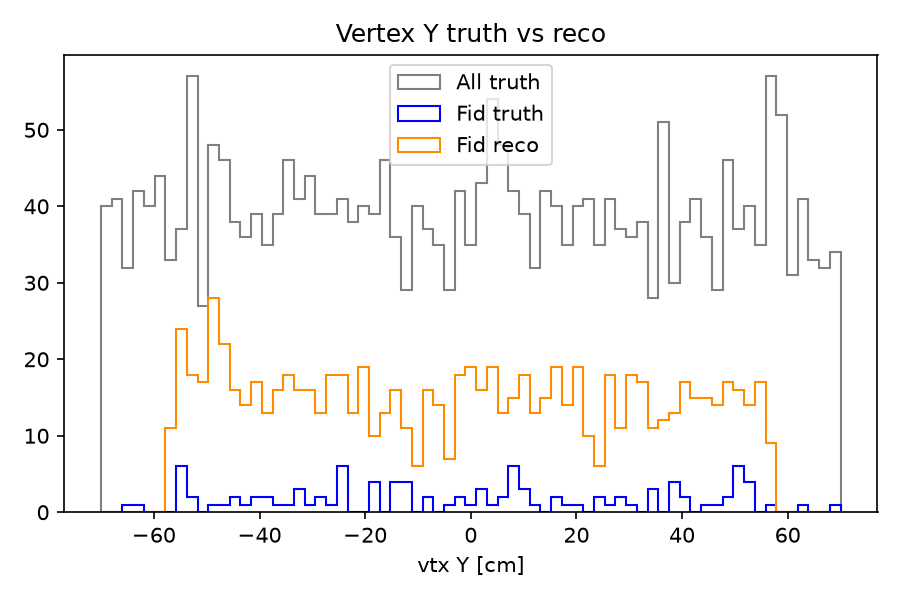 Vertex Y truth vs reco
All truth
Fid truth
Fid reco
50
40
30
20
10
0
−60 −40 −20 0 20 40 60
vtx Y [cm]